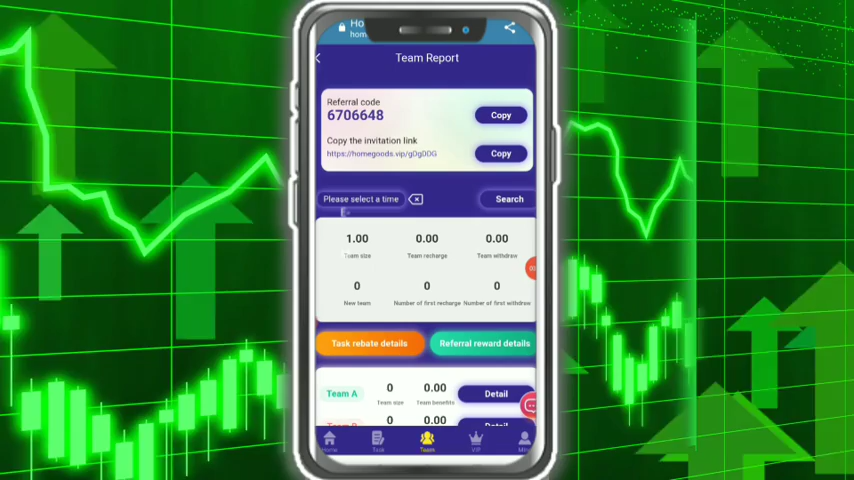 Ho
hom
Team Report
Referral code
6706648
Copy
Copy the invitation link
https://homegoods.vip/gDgDOG
Copy
Please select a time
Search
1.00
0.00
0.00
Team size
Team recharge
Team withdraw
0
0
0
New team
Number of first recharge
Number of first withdraw
Task rebate details
Referral reward details
Team A
0
0.00
Detail
Team size
Team benefits
0
0.00
Home
Task
Team
VIP